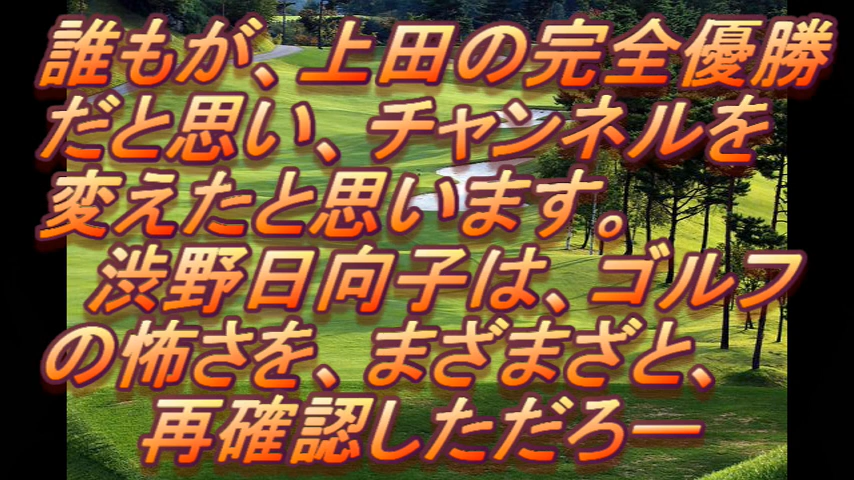 誰もが、上田の完全優勝
だと思い、チャンネルを
変えたと思います。
渋野日向子は、ゴルフ
の怖さを、まざまざと、
再確認しただろー